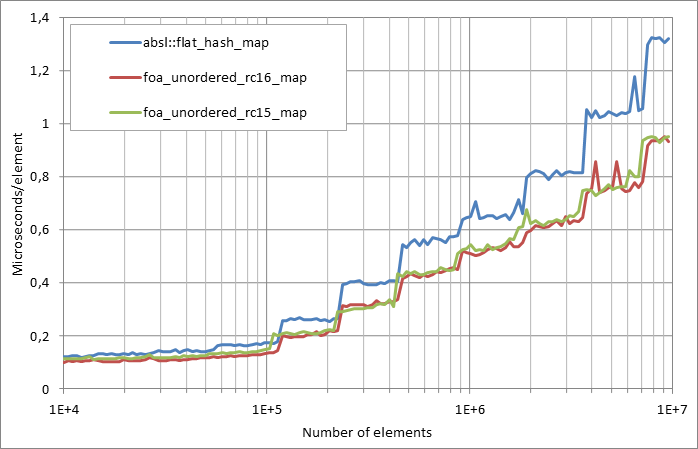 1,4
1,2
1
0,8
0,6
0,4
0,2
0
Microseconds/element
absl::flat_hash_map
foa_unordered_rc16_map
foa_unordered_rc15_map
1E+4
1E+5
1E+6
1E+7
Number of elements